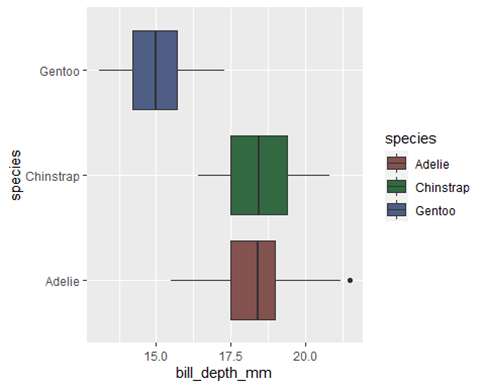 Gentoo
Chinstrap
Adelie
species
15.0 17.5 20.0
bill_depth_mm
species
Adelie
Chinstrap
Gentoo